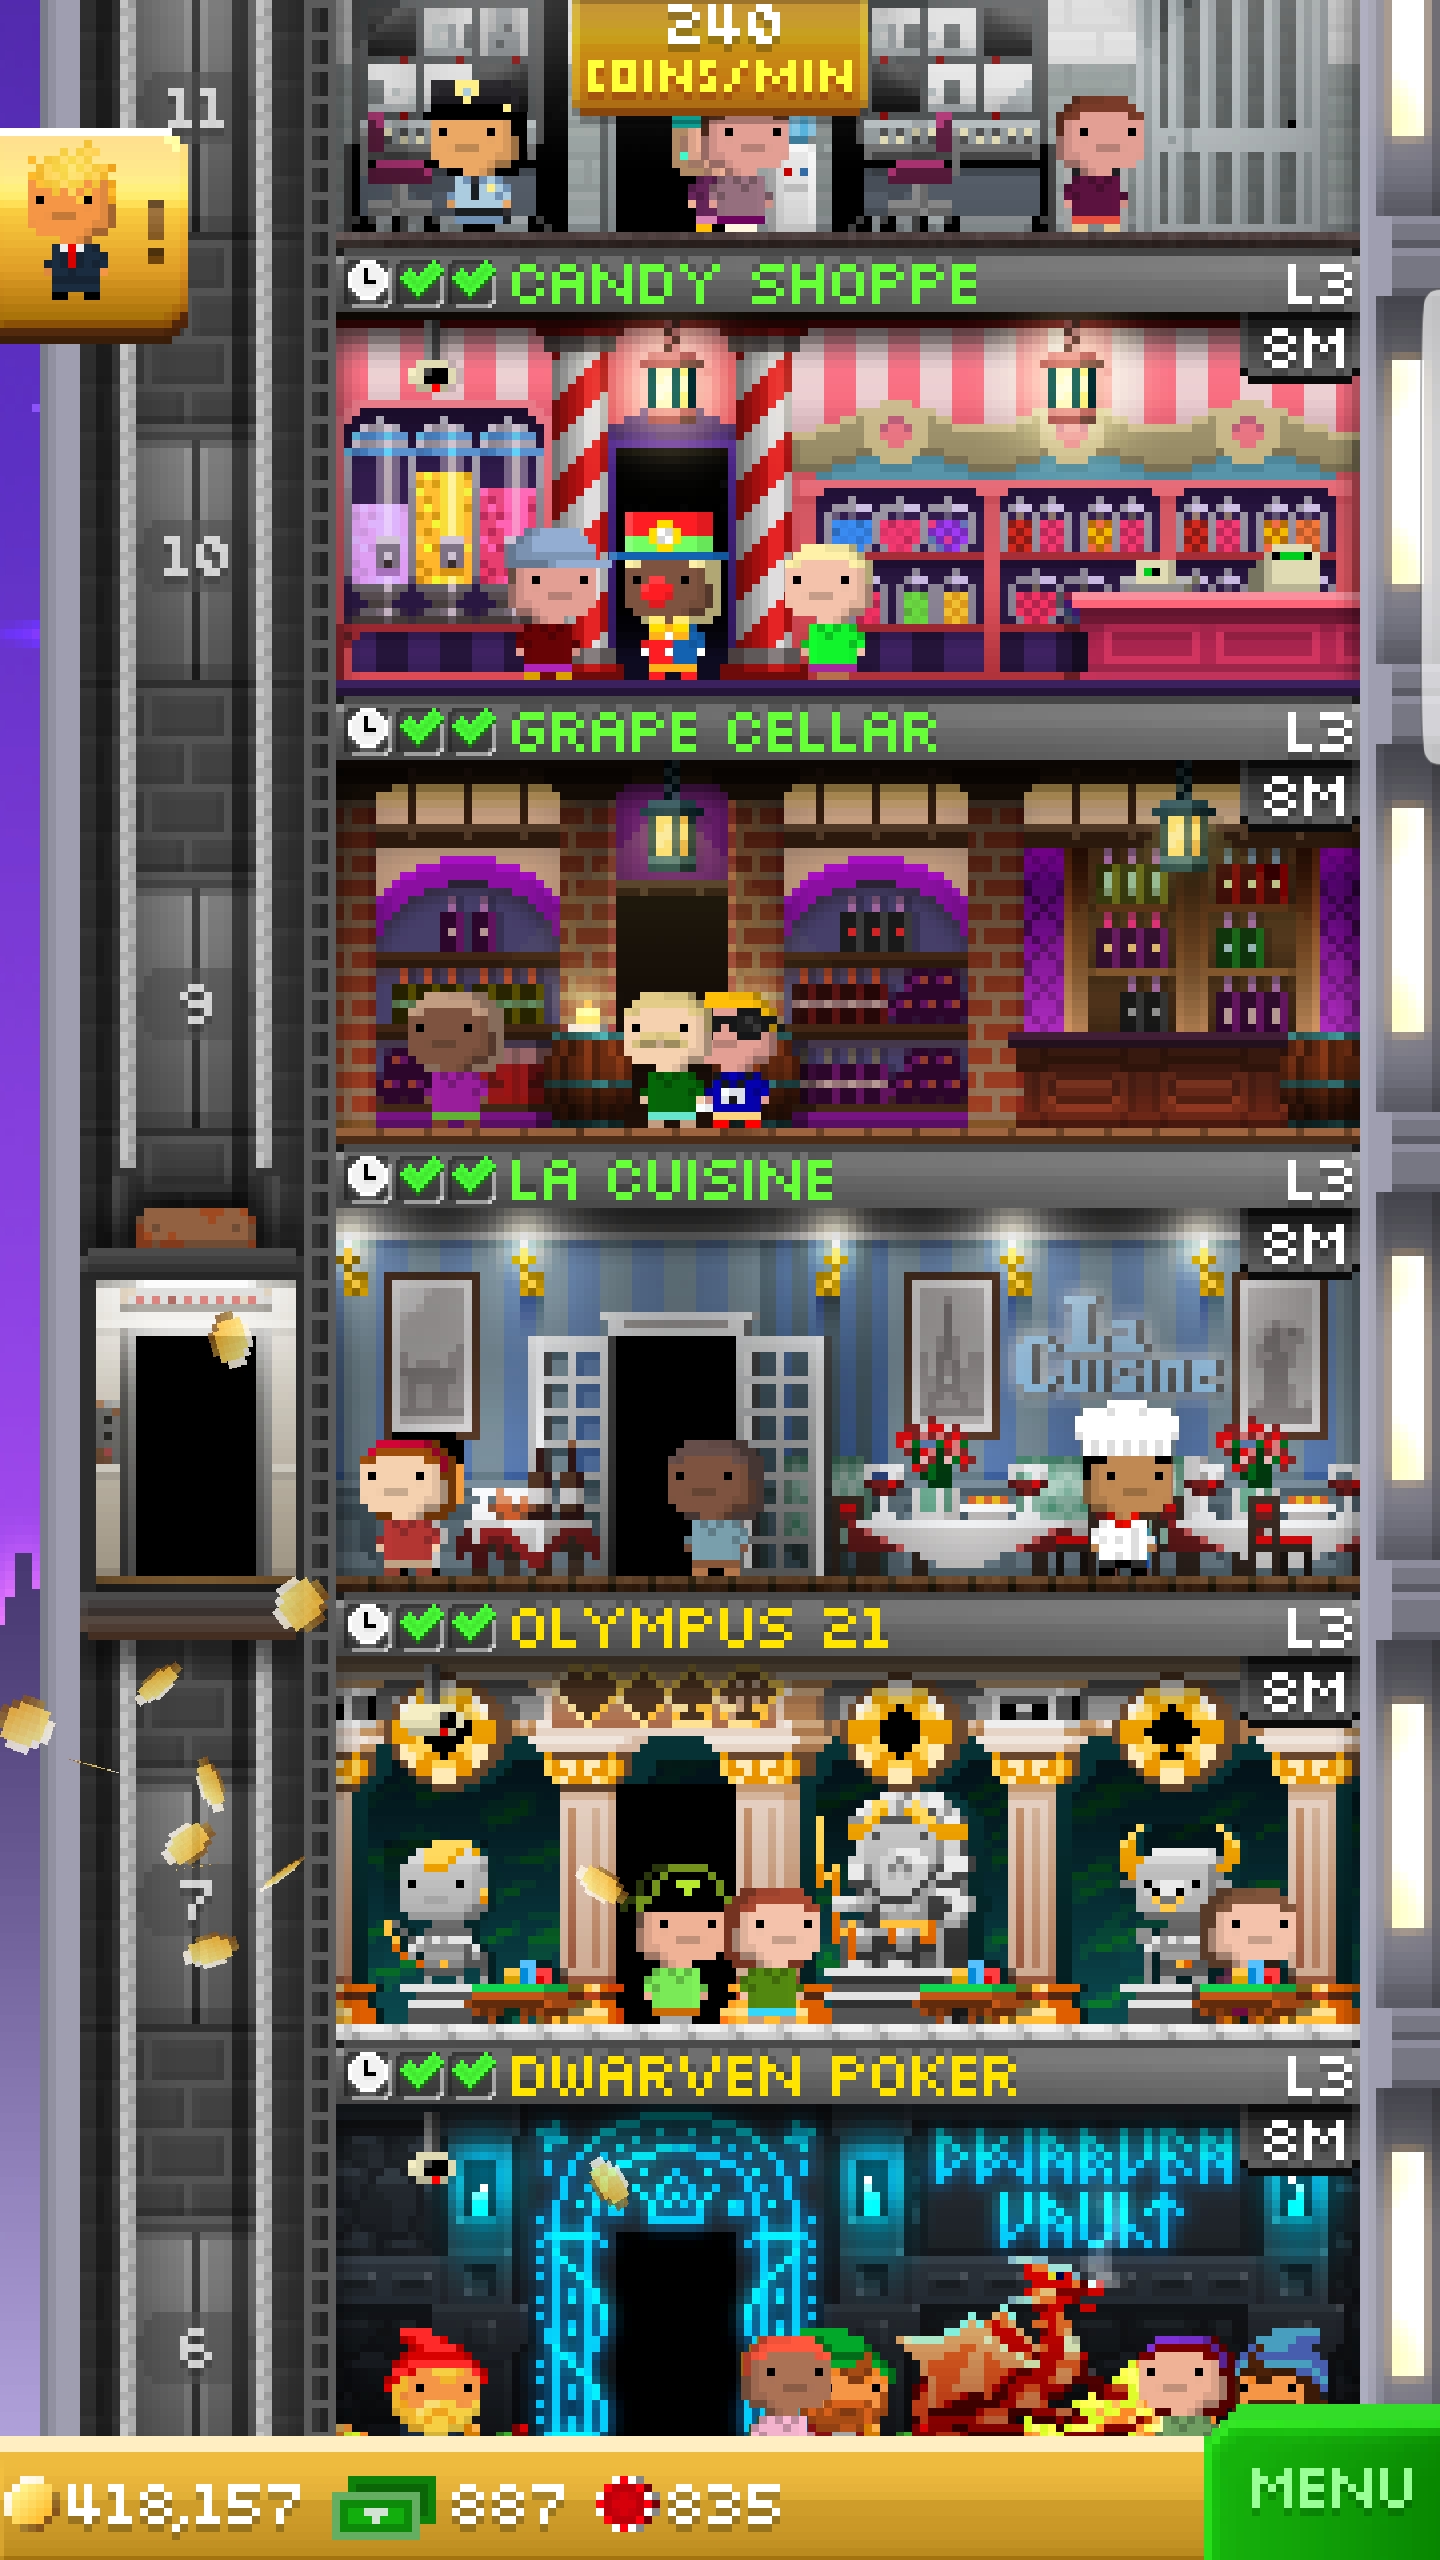 240
COINS/MIN
11
!
CANDY SHOPPE L3
8M
10
GRAPE CELLAR L3
8M
9
LA CUISINE L3
8M
La
Cuisine
OLYMPUS 21 L3
8M
7
DWARVEN POKER L3
8M
DWARVEN
VAULT
6
418,157 887 835
MENU